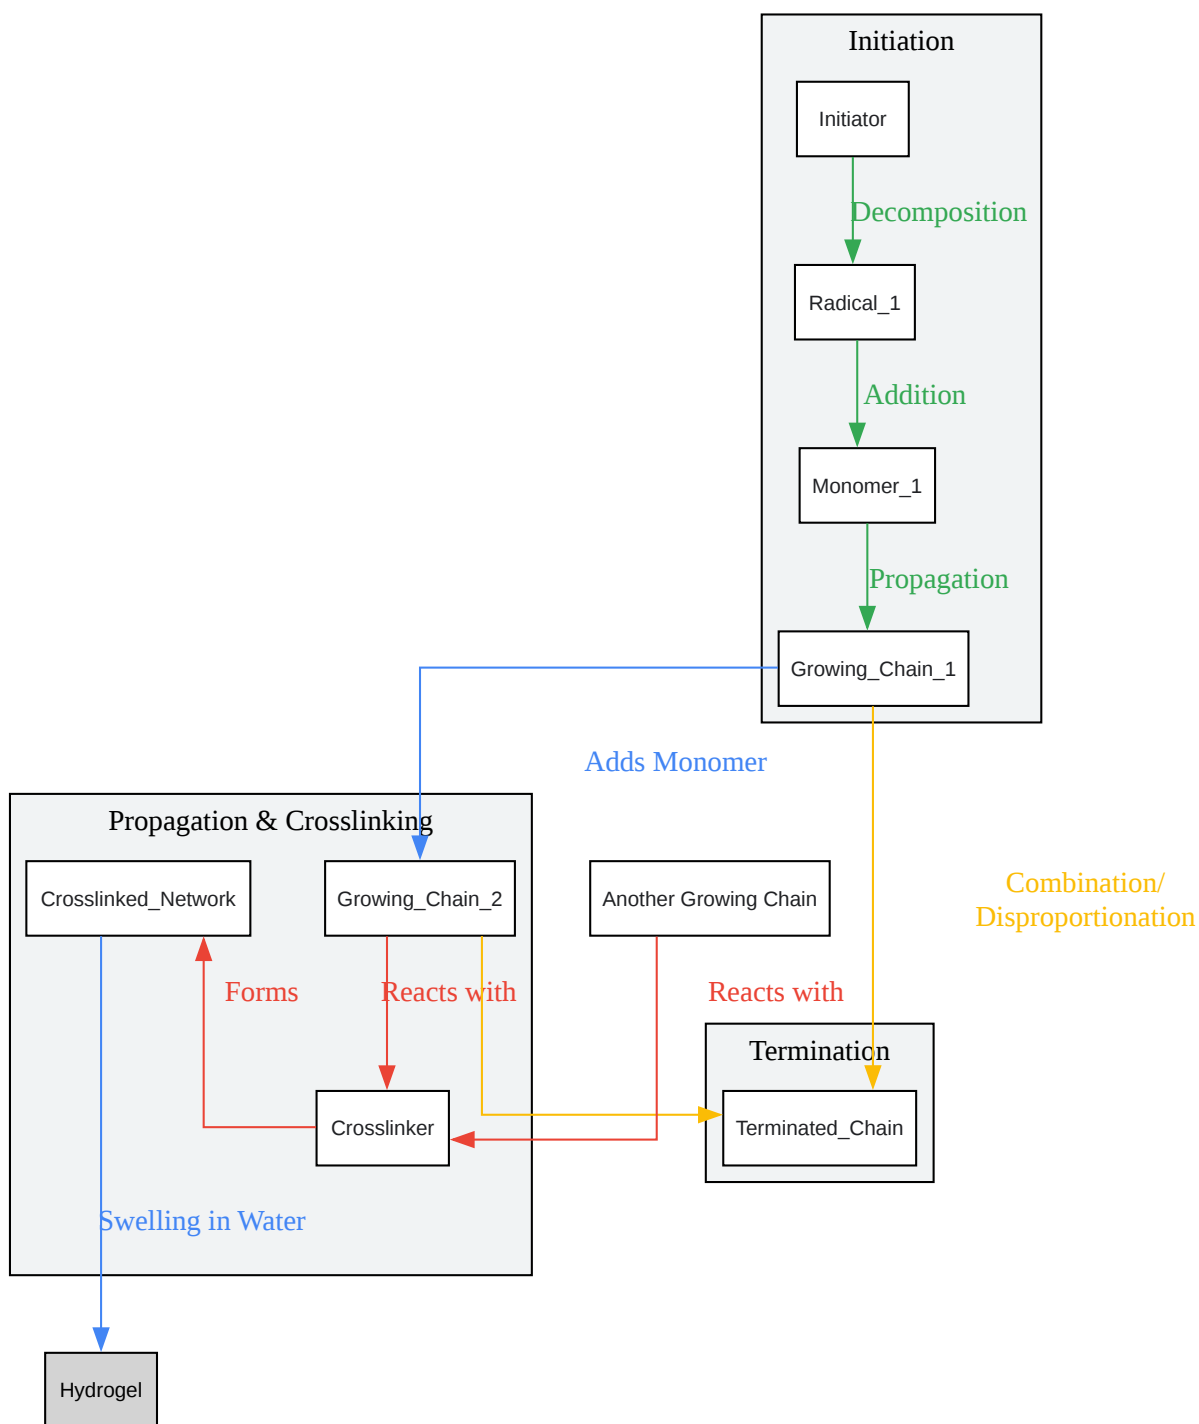 Initiation
Initiator
Decomposition
Radical_1
Addition
Monomer_1
Propagation
Growing_Chain_1
Adds Monomer
Propagation & Crosslinking
Crosslinked_Network
Growing_Chain_2
Another Growing Chain
Combination/
Disproportionation
Forms
Reacts with
Reacts with
Termination
Crosslinker
Terminated_Chain
Swelling in Water
Hydrogel